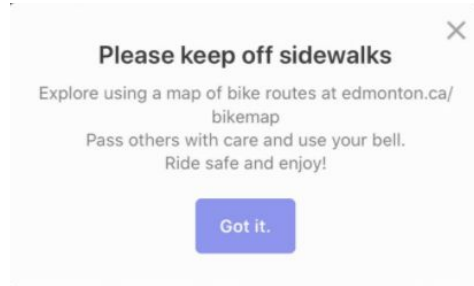 Please keep off sidewalks
Explore using a map of bike routes at edmonton.ca/
bikemap
Pass others with care and use your bell.
Ride safe and enjoy!
Got it.